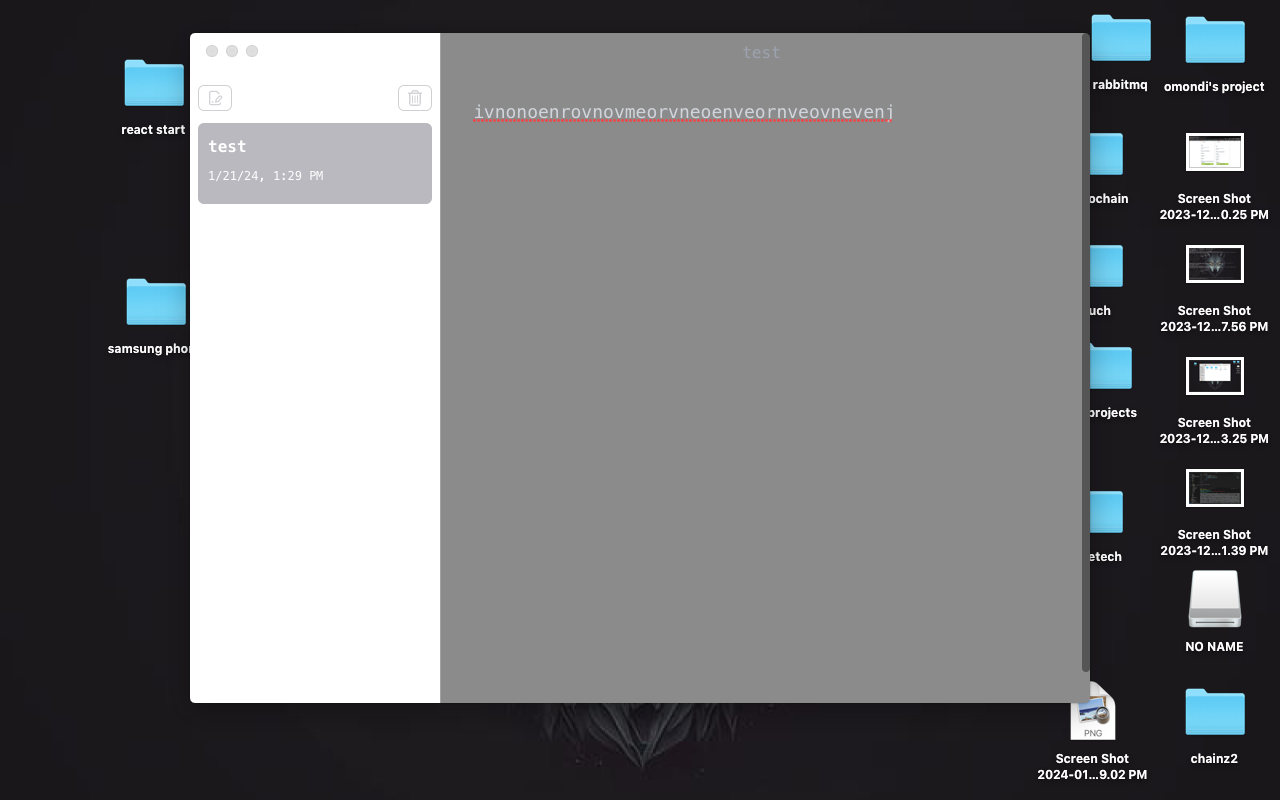 react start
samsung phon
test
1/21/24, 1:29 PM
test
ivnonoenrovnovmeorvneoenveornveovnevenj
rabbitmq
omondi's project
ochain
Screen Shot
2023-12...0.25 PM
uch
Screen Shot
2023-12...7.56 PM
projects
Screen Shot
2023-12...3.25 PM
etech
Screen Shot
2023-12...1.39 PM
NO NAME
PNG
Screen Shot
2024-01...9.02 PM
chainz2